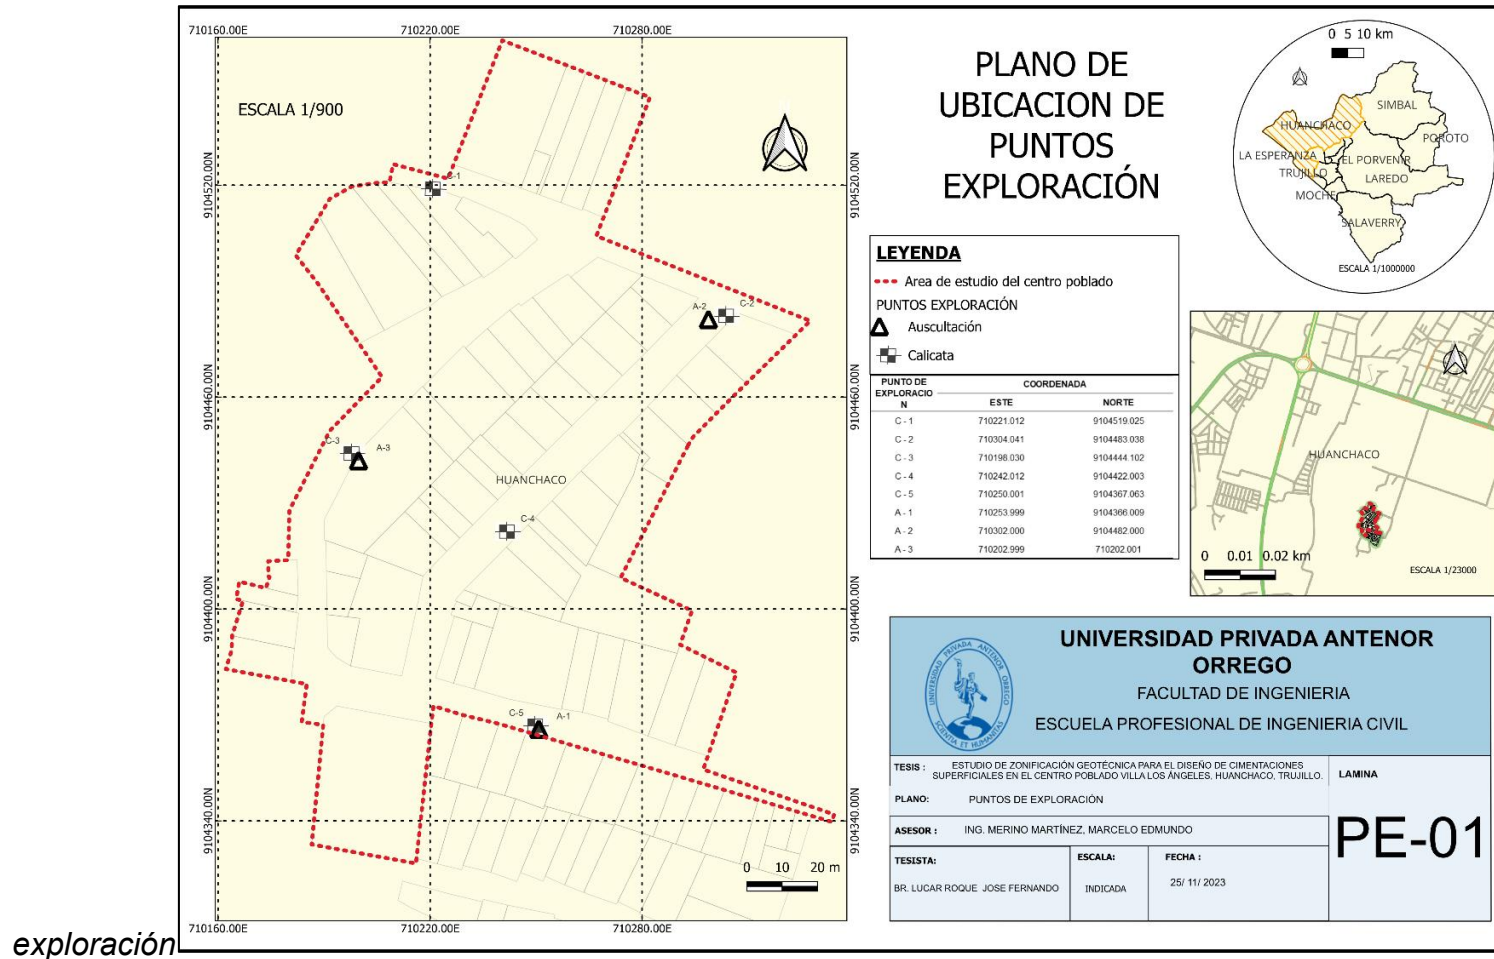 710160.00E
710220.00E
710280.00E
ESCALA 1/900
9104520.00N
9104520.00N
9104460.00N
9104460.00N
9104400.00N
9104400.00N
9104340.00N
9104340.00N
C-1
A-2
C-2
C-3
A-3
HUANCHACO
C-4
C-5
A-1
0 10 20 m
710160.00E
710220.00E
710280.00E
exploración
PLANO DE
UBICACION DE
PUNTOS
EXPLORACIÓN
0 5 10 km
SIMBAL
HUANCHACO
POROTO
LA ESPERANZA
EL PORVENIR
TRUJILLO
LAREDO
MOCHE
SALAVERRY
ESCALA 1/1000000
LEYENDA
Area de estudio del centro poblado
PUNTOS EXPLORACIÓN
Auscultación
Calicata
PUNTO DE
EXPLORACIO
N
COORDENADA
ESTE NORTE
C - 1 710221.012 9104519.025
C - 2 710304.041 9104483.038
C - 3 710198.030 9104444.102
C - 4 710242.012 9104422.003
C - 5 710250.001 9104367.063
A - 1 710253.999 9104366.009
A - 2 710302.000 9104482.000
A - 3 710202.999 710202.001
HUANCHACO
0 0.01 0.02 km
ESCALA 1/23000
UNIVERSIDAD PRIVADA ANTENOR ORREGO
SCIENTIA ET HUMANITAS
UNIVERSIDAD PRIVADA ANTENOR
ORREGO
FACULTAD DE INGENIERIA
ESCUELA PROFESIONAL DE INGENIERIA CIVIL
TESIS : ESTUDIO DE ZONIFICACIÓN GEOTÉCNICA PARA EL DISEÑO DE CIMENTACIONES
SUPERFICIALES EN EL CENTRO POBLADO VILLA LOS ÁNGELES, HUANCHACO, TRUJILLO.
PLANO: PUNTOS DE EXPLORACIÓN
ASESOR : ING. MERINO MARTÍNEZ, MARCELO EDMUNDO
TESISTA:
BR. LUCAR ROQUE JOSE FERNANDO
ESCALA:
INDICADA
FECHA :
25/ 11/ 2023
LAMINA
PE-01